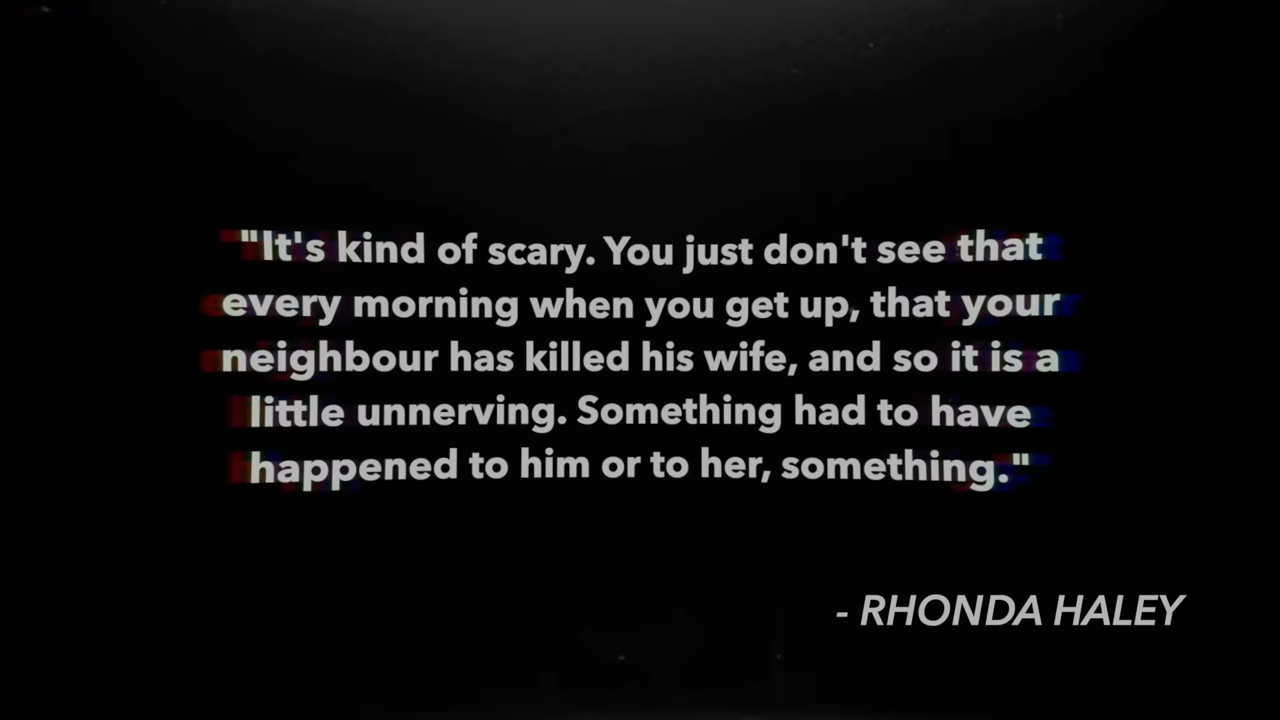 "It's kind of scary. You just don't see that
every morning when you get up, that your
neighbour has killed his wife, and so it is a
little unnerving. Something had to have
happened to him or to her, something."
- RHONDA HALEY